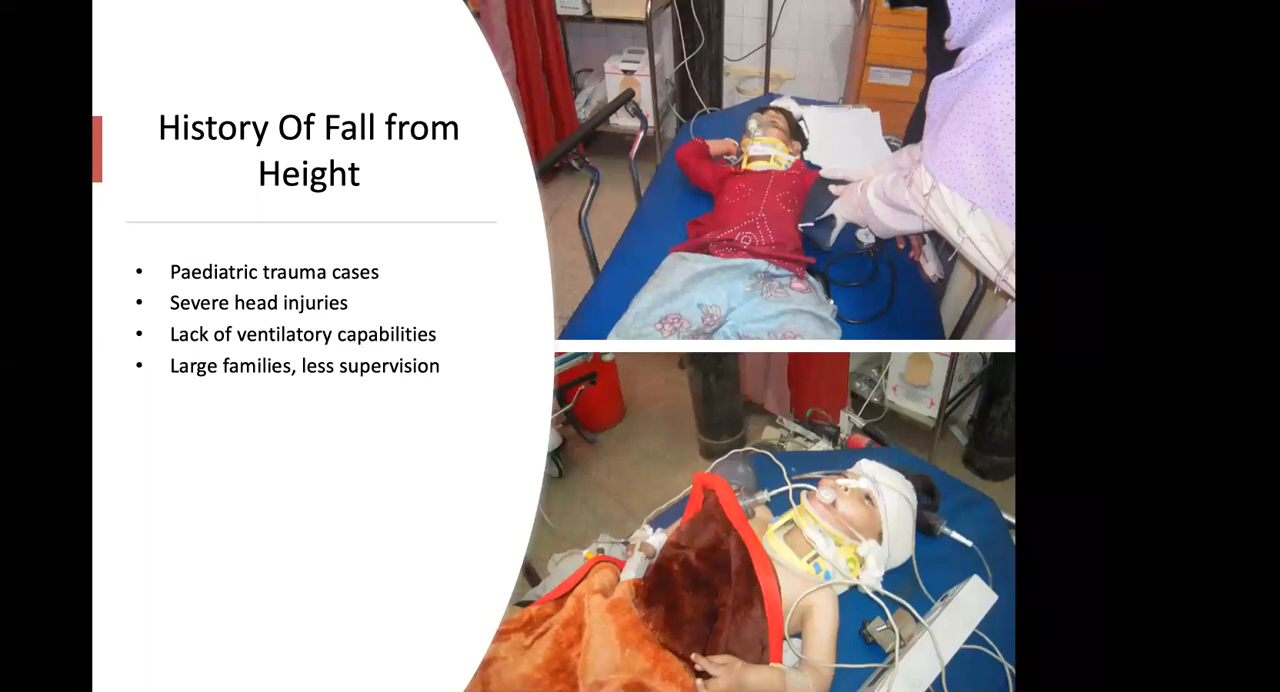 History Of Fall from
Height
• Paediatric trauma cases
• Severe head injuries
• Lack of ventilatory capabilities
• Large families, less supervision